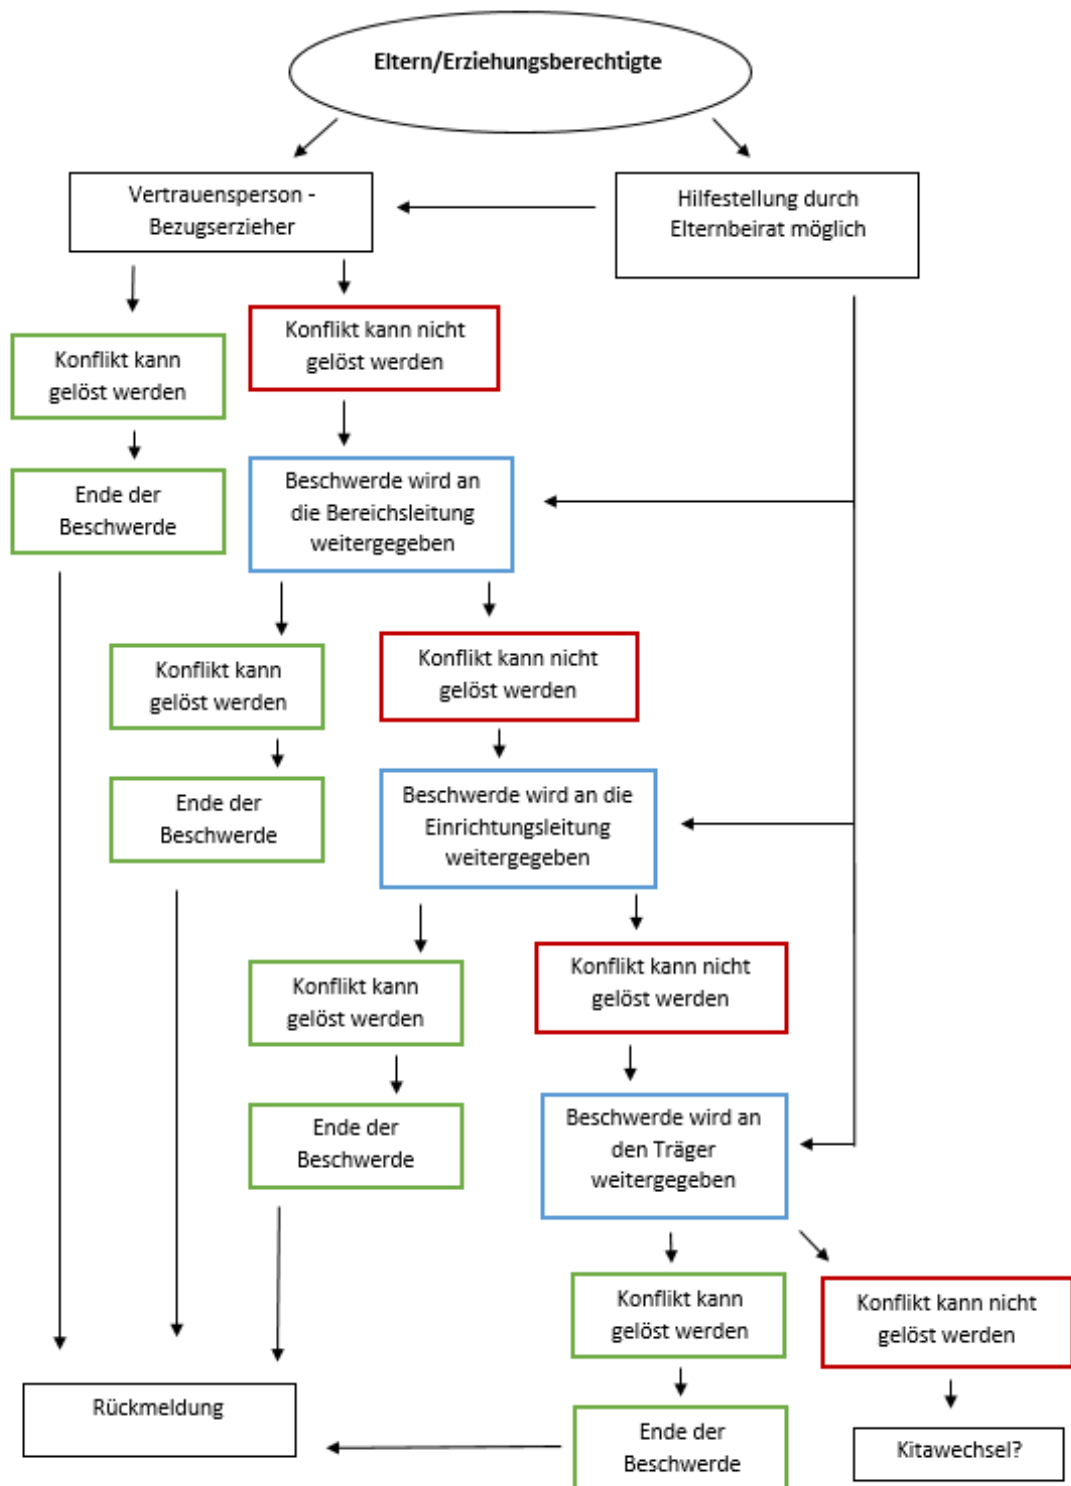 Eltern/Erziehungsberechtigte
Vertrauensperson -
Bezugserzieher
Hilfestellung durch
Elternbeirat möglich
Konflikt kann
gelöst werden
Konflikt kann nicht
gelöst werden
Ende der
Beschwerde
Beschwerde wird an
die Bereichsleitung
weitergegeben
Konflikt kann
gelöst werden
Konflikt kann nicht
gelöst werden
Ende der
Beschwerde
Beschwerde wird an die
Einrichtungsleitung
weitergegeben
Konflikt kann
gelöst werden
Konflikt kann nicht
gelöst werden
Ende der
Beschwerde
Beschwerde wird an
den Träger
weitergegeben
Konflikt kann
gelöst werden
Konflikt kann nicht
gelöst werden
Rückmeldung
Ende der
Beschwerde
Kitawechsel?